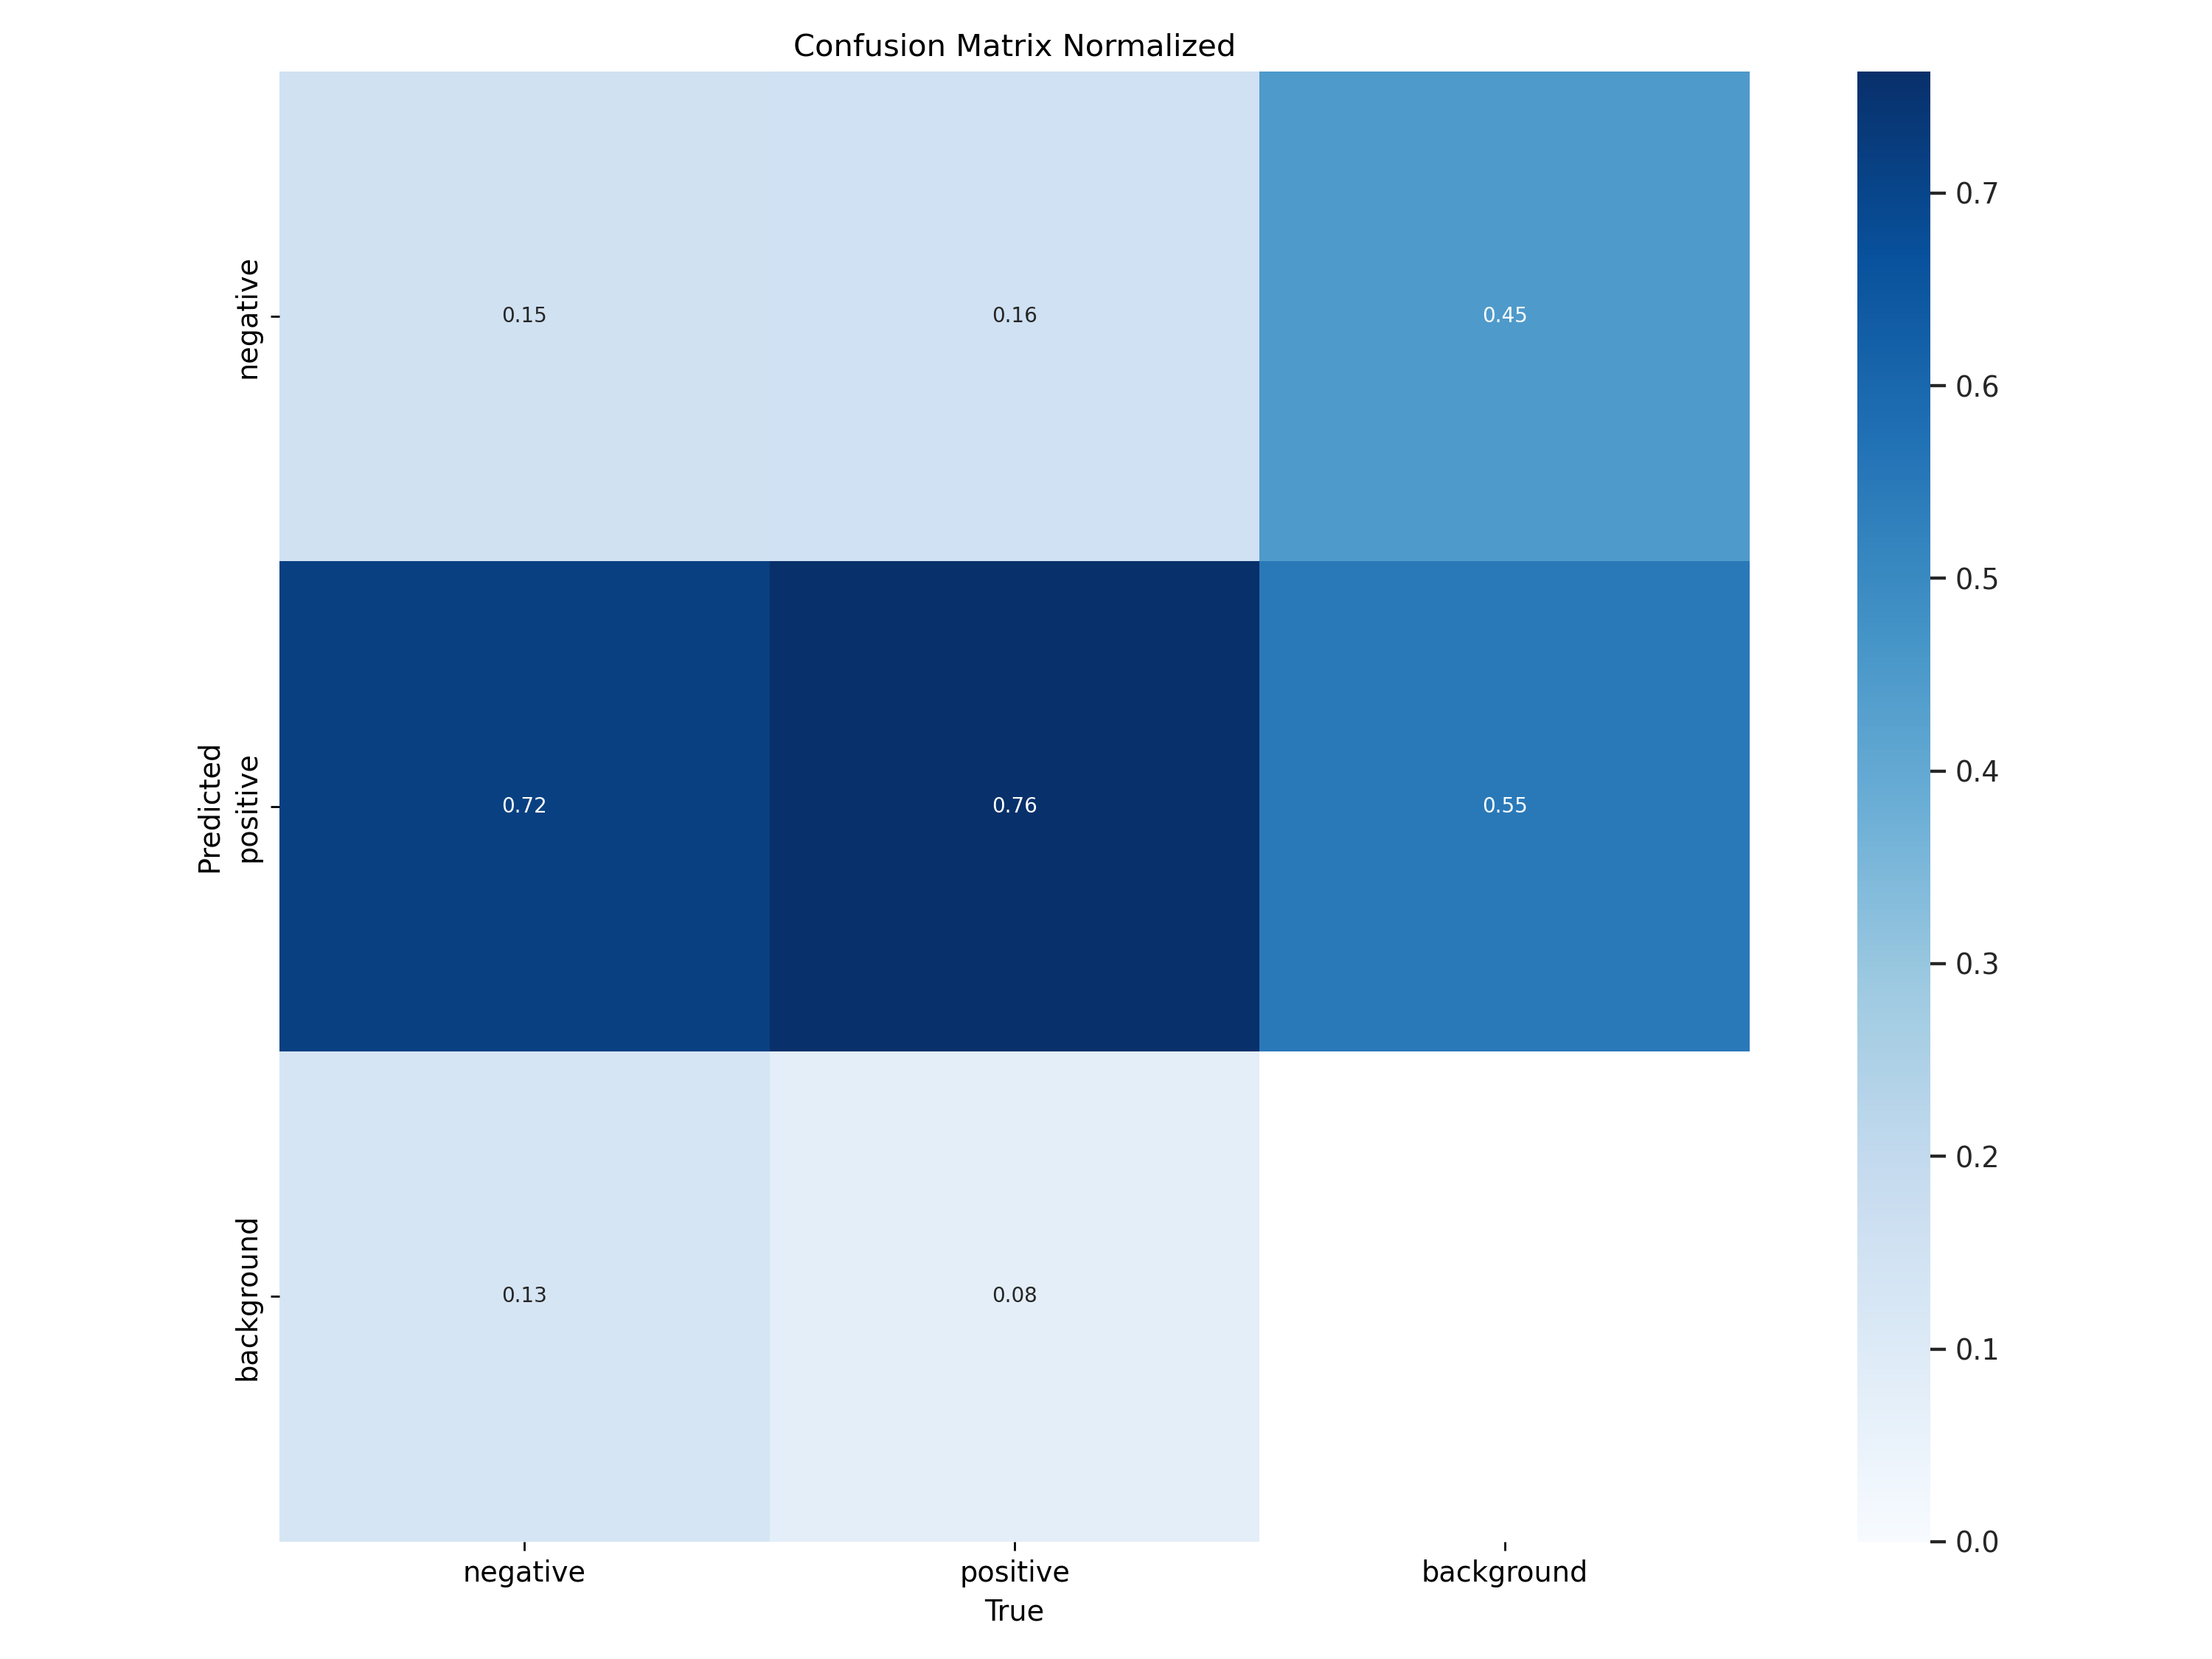 Confusion Matrix Normalized
negative
0.15 0.16 0.45
0.7
0.6
0.5
Predicted
positive
0.72 0.76 0.55
0.4
0.3
0.2
background
0.13 0.08
0.1
0.0
negative positive background
True